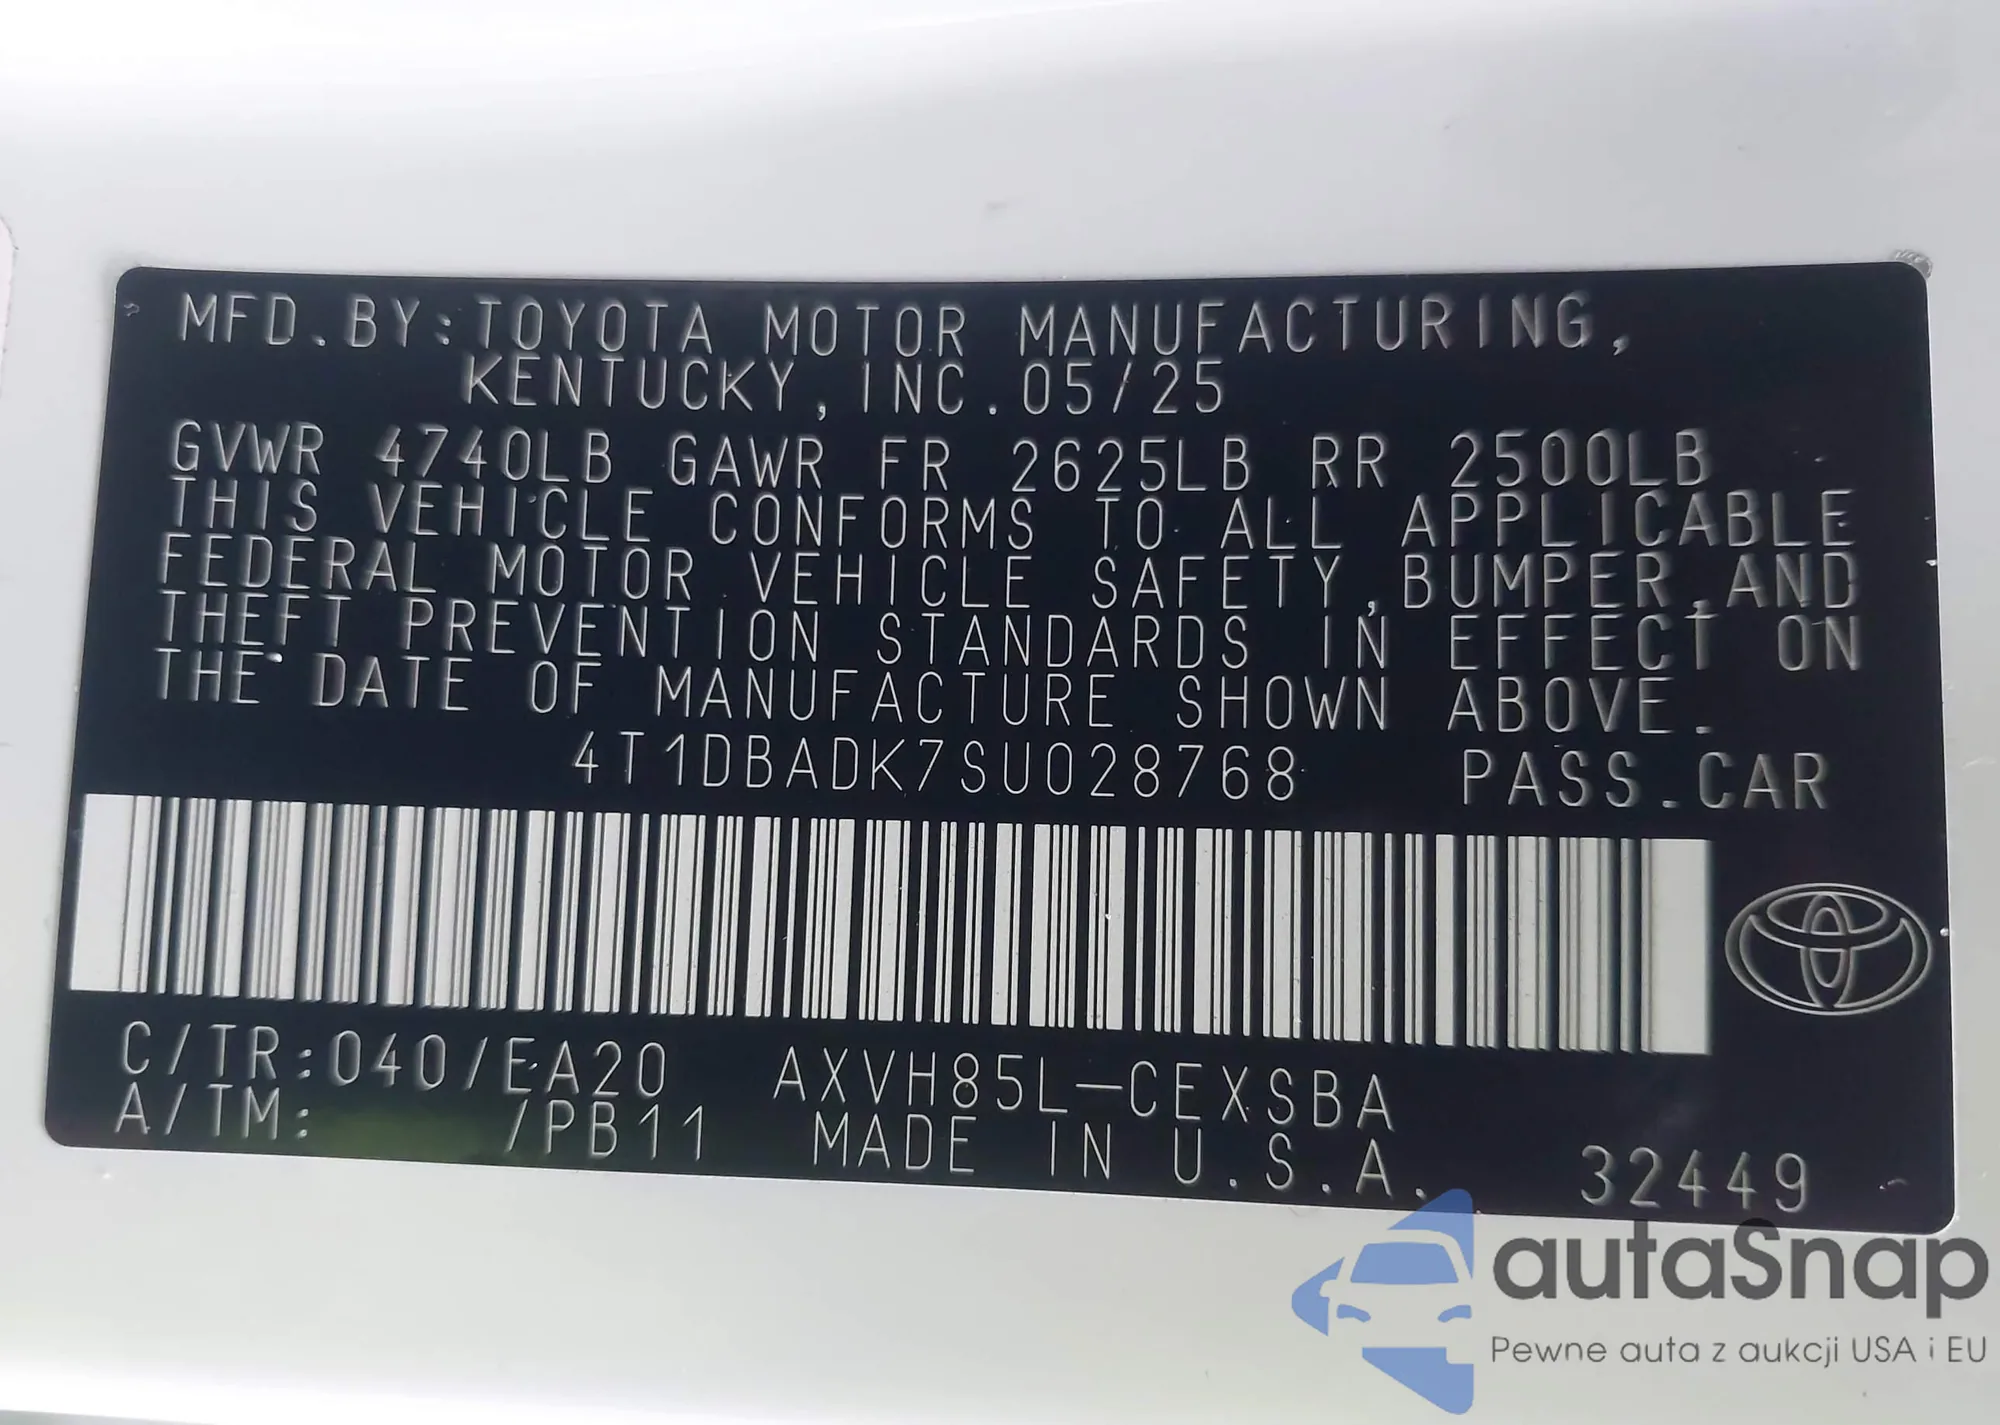 MFD.BY:TOYOTA MOTOR MANUFACTURING,
KENTUCKY, INC. 05/25
GVWR 4740LB GAWR FR 2625LB RR 2500LB
THIS VEHICLE CONFORMS TO ALL APPLICABLE
FEDERAL MOTOR VEHICLE SAFETY, BUMPER, AND
THEFT PREVENTION STANDARDS IN EFFECT ON
THE DATE OF MANUFACTURE SHOWN ABOVE.
4T1DBADK7SU028768 PASS.CAR
C/TR:040/EA20 AXVH85L-CEXSBA
A/TM: /PB11 MADE IN U.S.A. 32449
autaSnap
Pewne auta z aukcji USA i EU